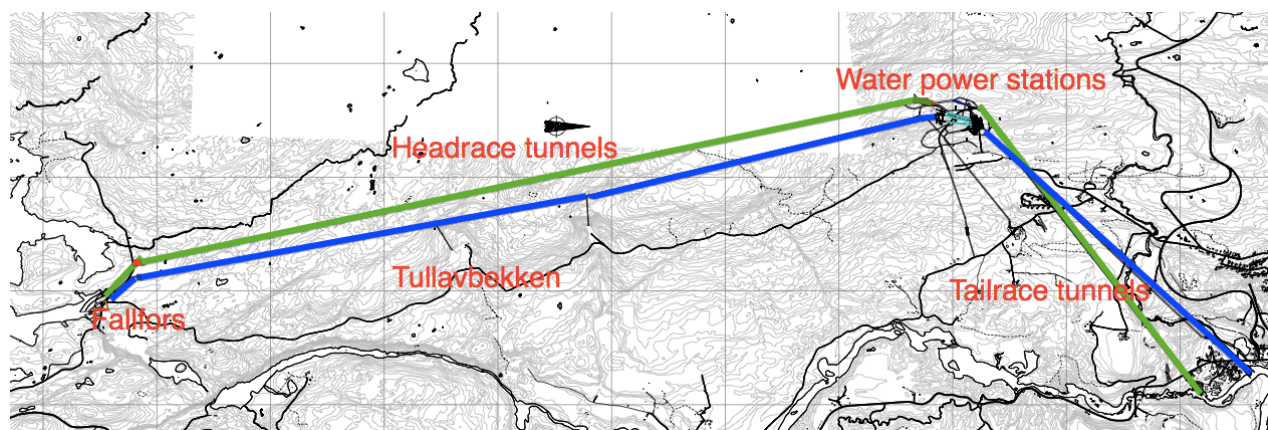 Water power stations
Headrace tunnels
Tullavbekken
Tailrace tunnels
Fallfors